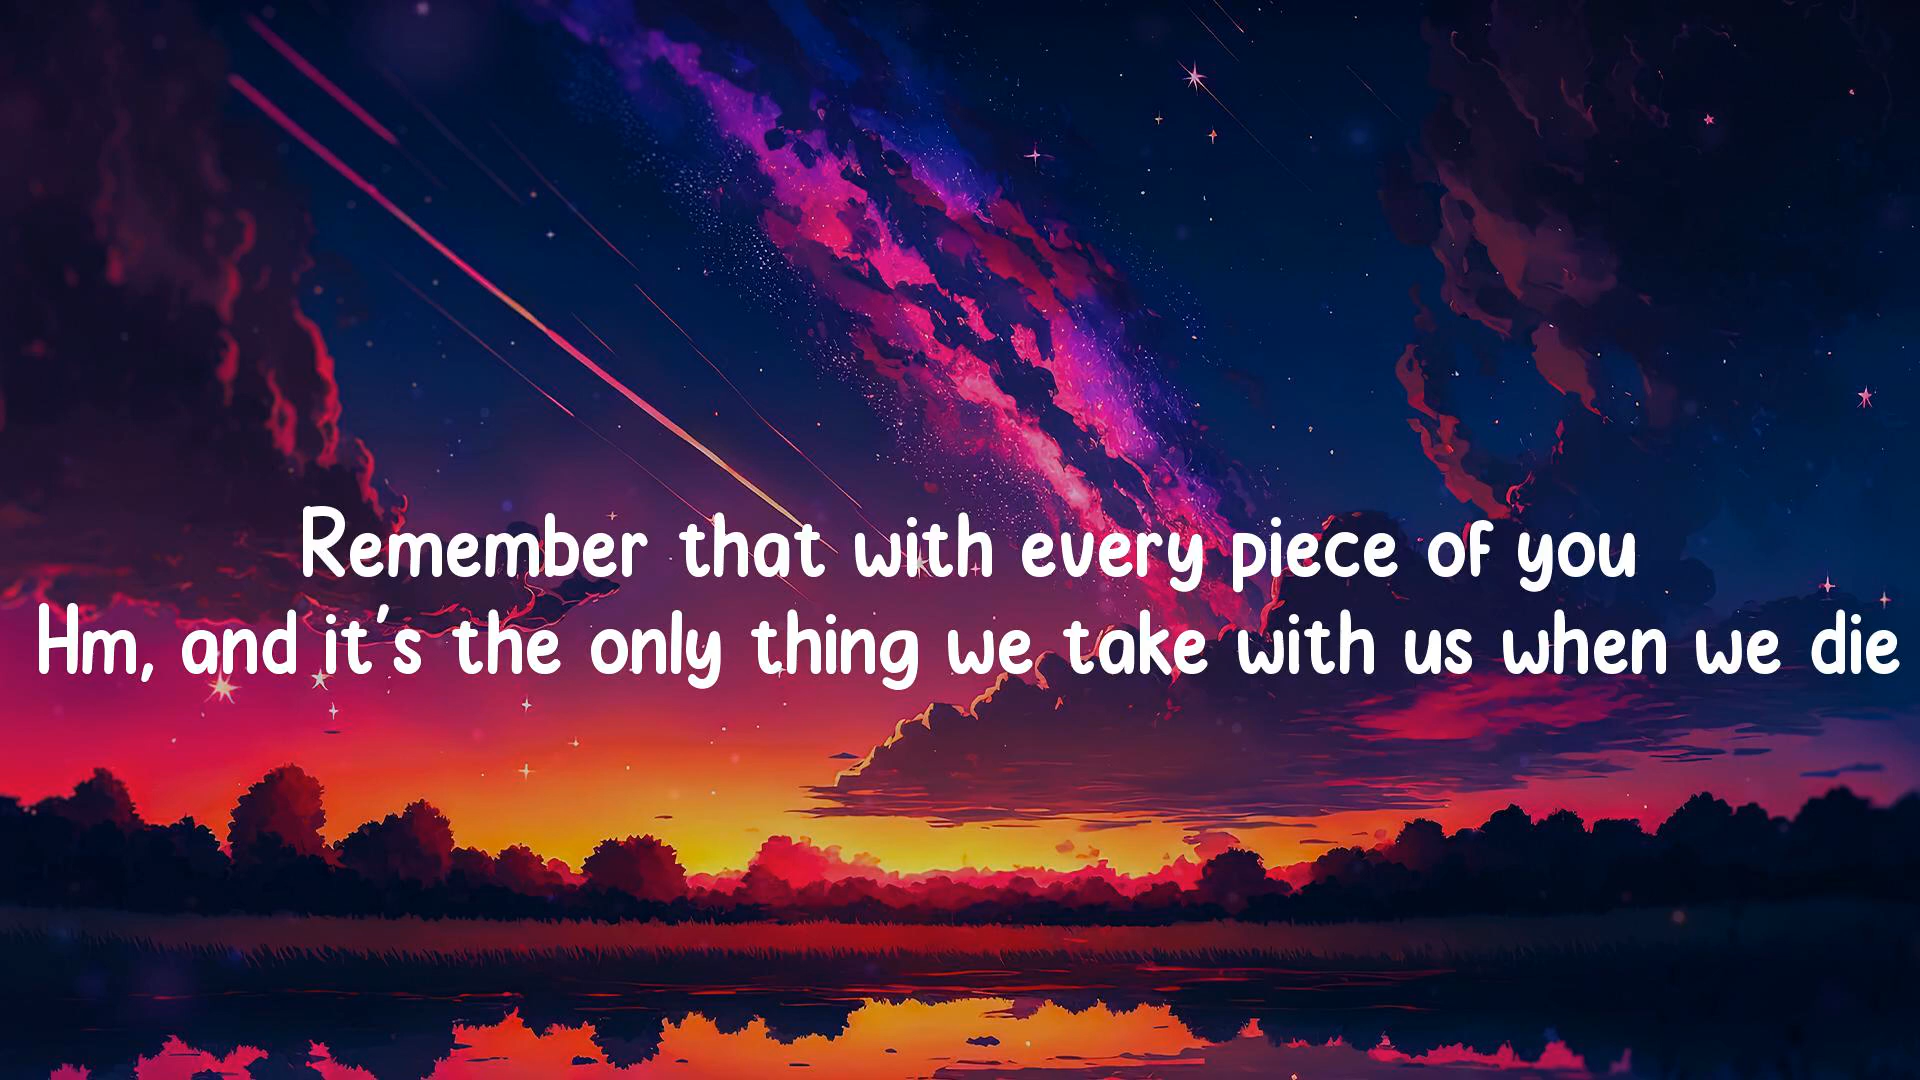 Remember that with every piece of you
Hm, and it's the only thing we take with us when we die